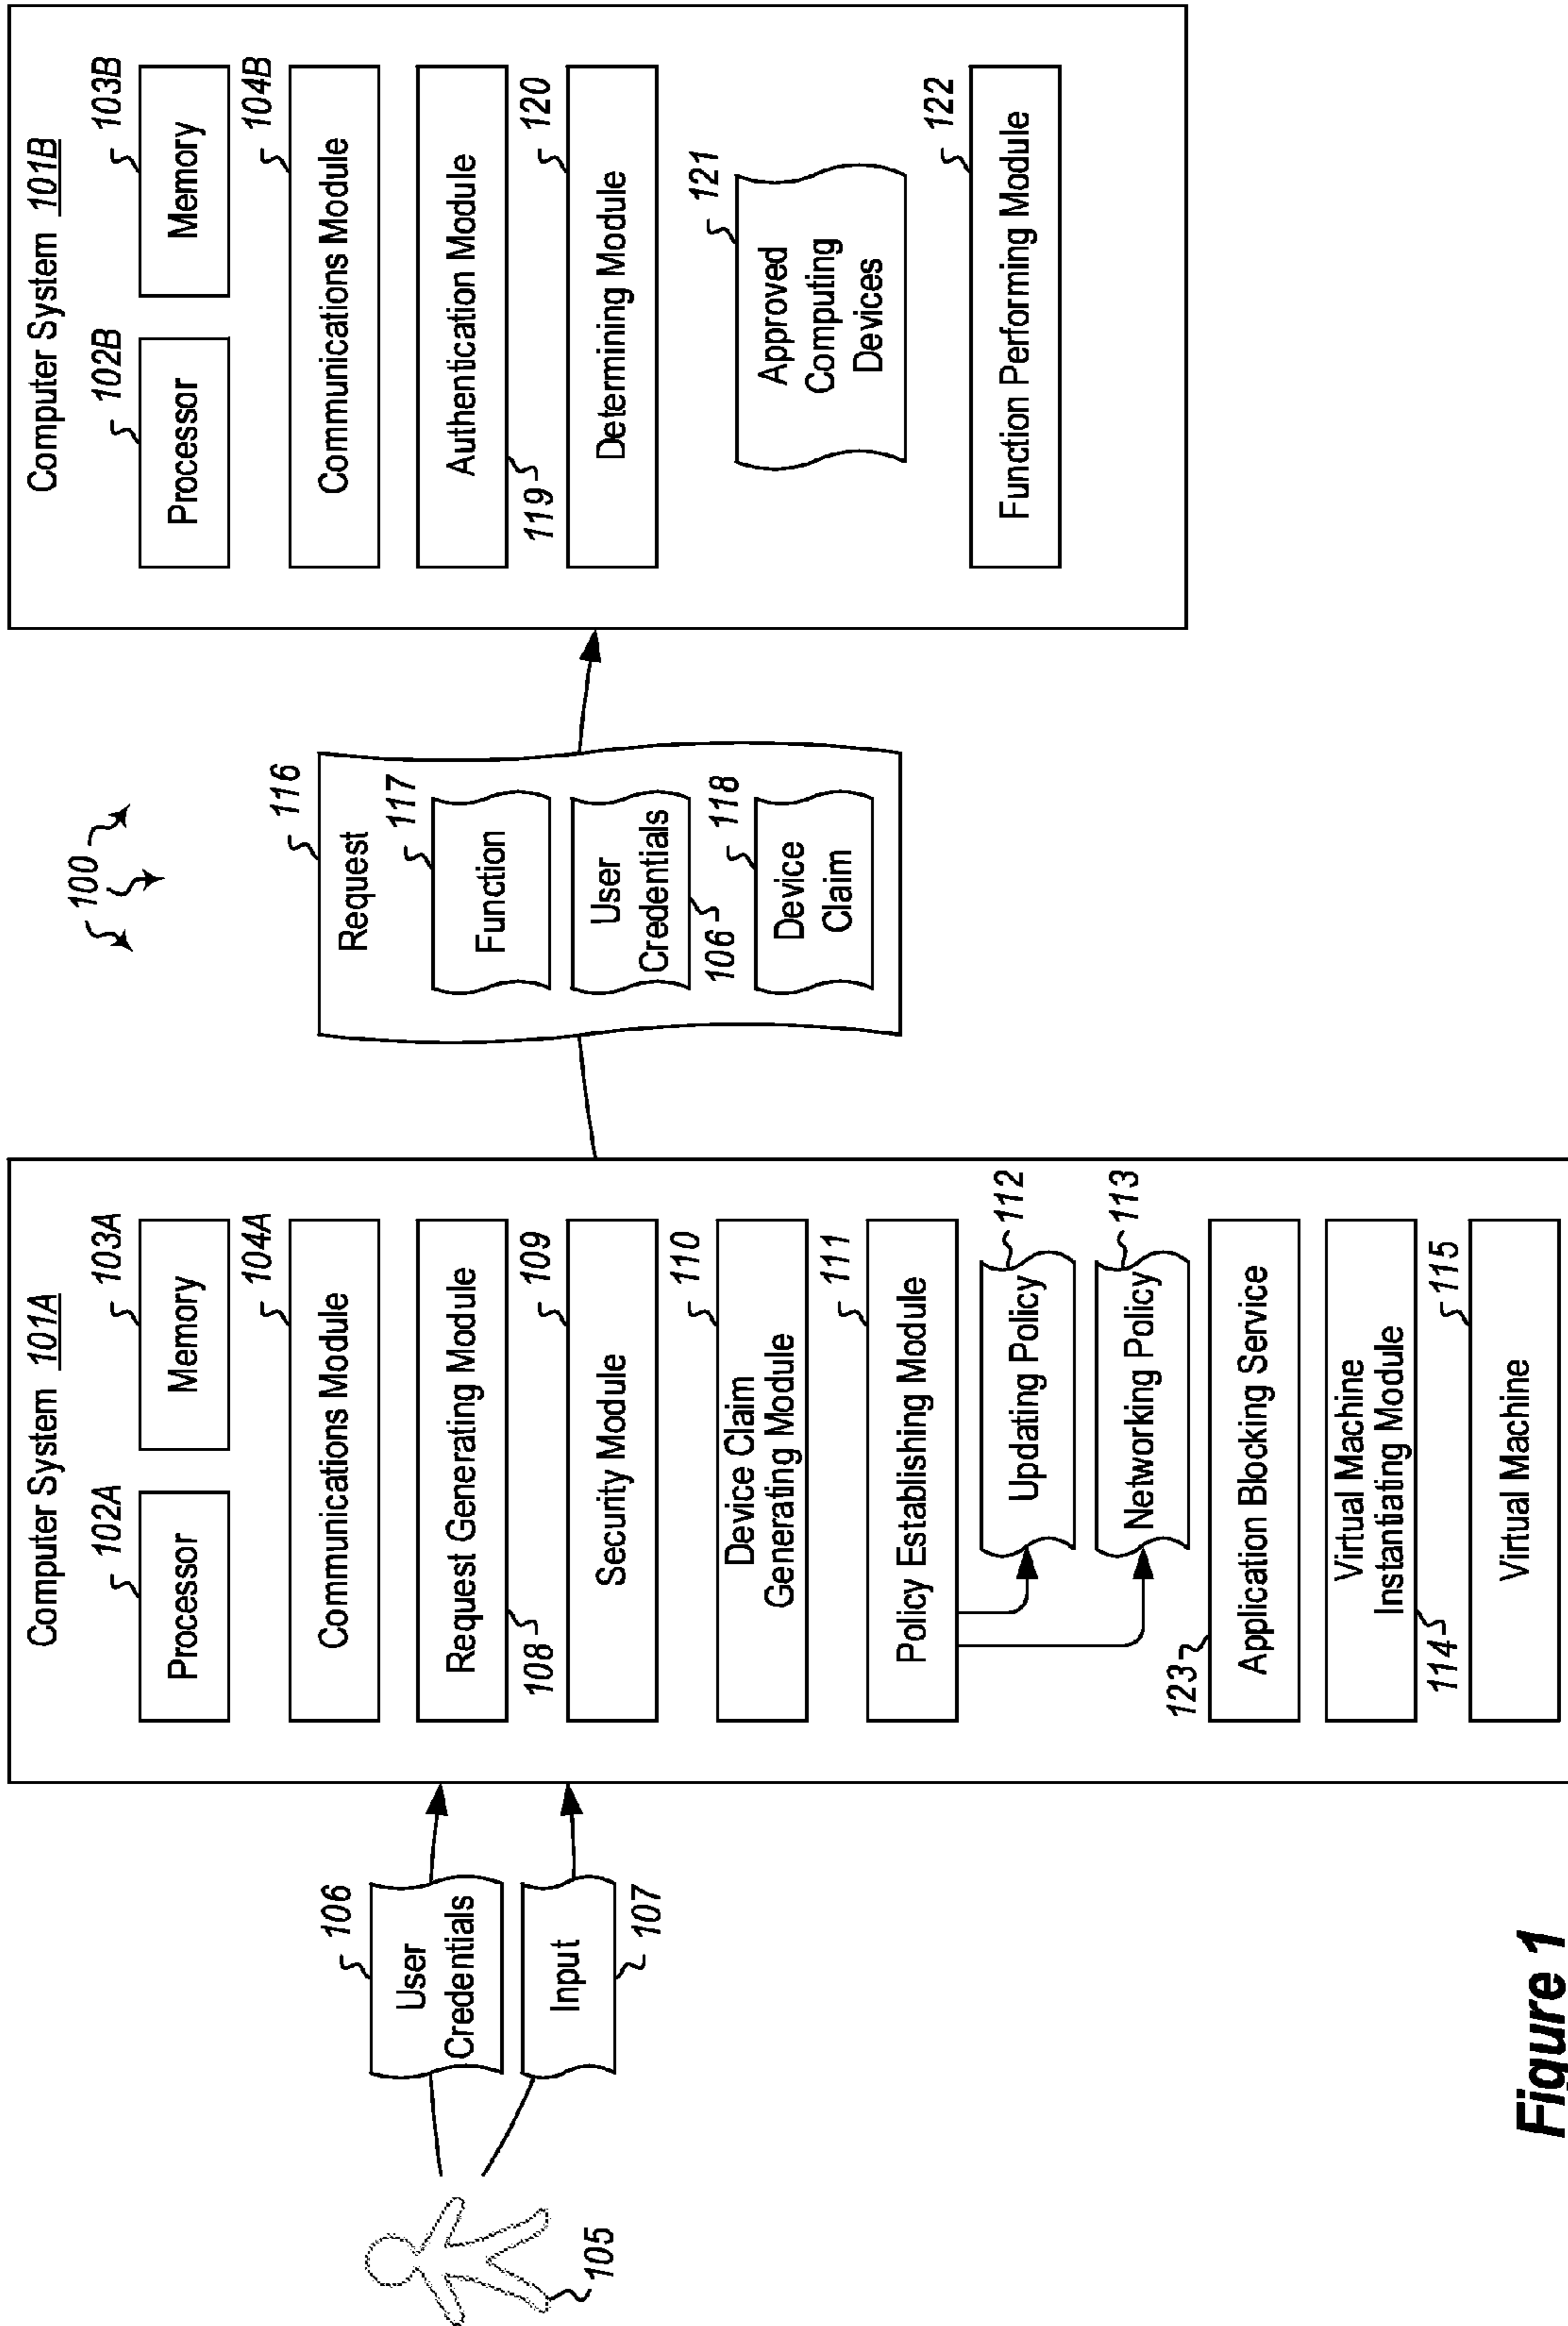 100
105
User
Credentials
106
Input
107
Computer System 101A
Processor
102A
Memory
103A
Communications Module
104A
Request Generating Module
108
Security Module
109
Device Claim
Generating Module
110
Policy Establishing Module
111
Updating Policy
112
Networking Policy
113
Application Blocking Service
123
Virtual Machine
Instantiating Module
114
Virtual Machine
115
Request
116
Function
117
User
Credentials
106
Device
Claim
118
Computer System 101B
Processor
102B
Memory
103B
Communications Module
104B
Authentication Module
119
Determining Module
120
Approved
Computing
Devices
121
Function Performing Module
122
Figure 1